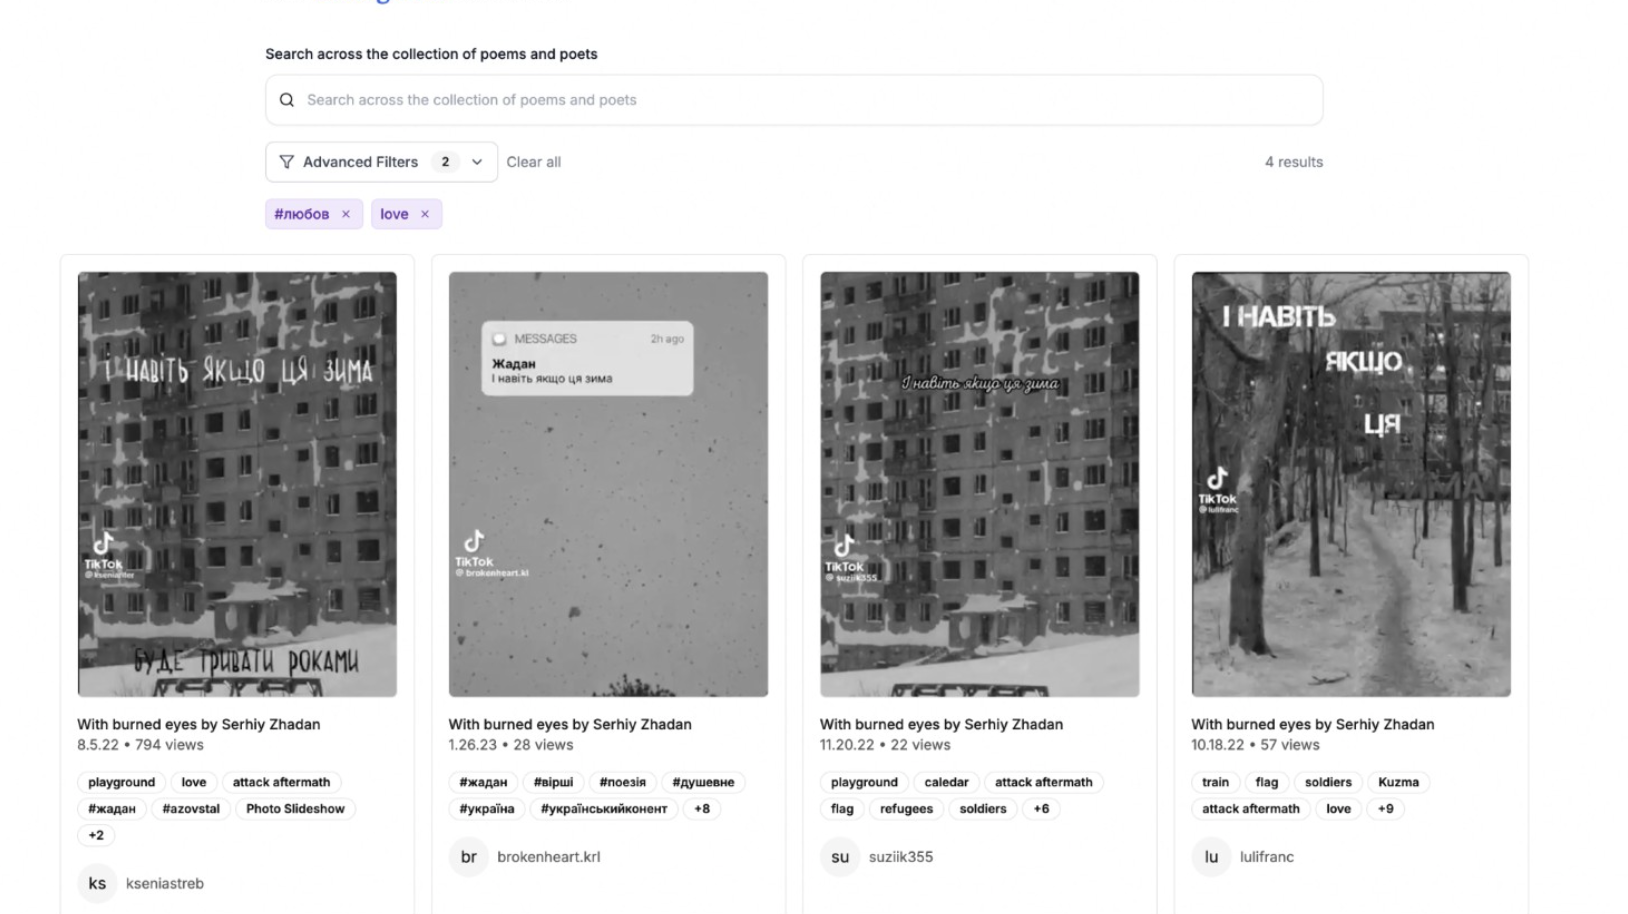 Search across the collection of poems and poets
Search across the collection of poems and poets
Advanced Filters 2
Clear all
4 results
#любов ×
love ×
І НАВІТЬ ЯКЩО ЦЯ ЗИМА
TikTok
БУДЕ ТРИВАТИ РОКАМИ
With burned eyes by Serhiy Zhadan
8.5.22 • 794 views
playground love attack aftermath
#жадан #azovstal Photo Slideshow
+2
ks kseniastreb
MESSAGES 2h ago
Жадан
І навіть якщо ця зима
TikTok
@brokenheart.kl
With burned eyes by Serhiy Zhadan
1.26.23 • 28 views
#жадан #вірші #поезія #душевне
#україна #українськийконент +8
br brokenheart.krl
І навіть якщо ця зима
TikTok
@suziik355
With burned eyes by Serhiy Zhadan
11.20.22 • 22 views
playground caledar attack aftermath
flag refugees soldiers +6
su suziik355
І НАВІТЬ
ЯКЩО
ЦЯ
ЗИМА
TikTok
@lulifranc
With burned eyes by Serhiy Zhadan
10.18.22 • 57 views
train flag soldiers Kuzma
attack aftermath love +9
lu lulifranc